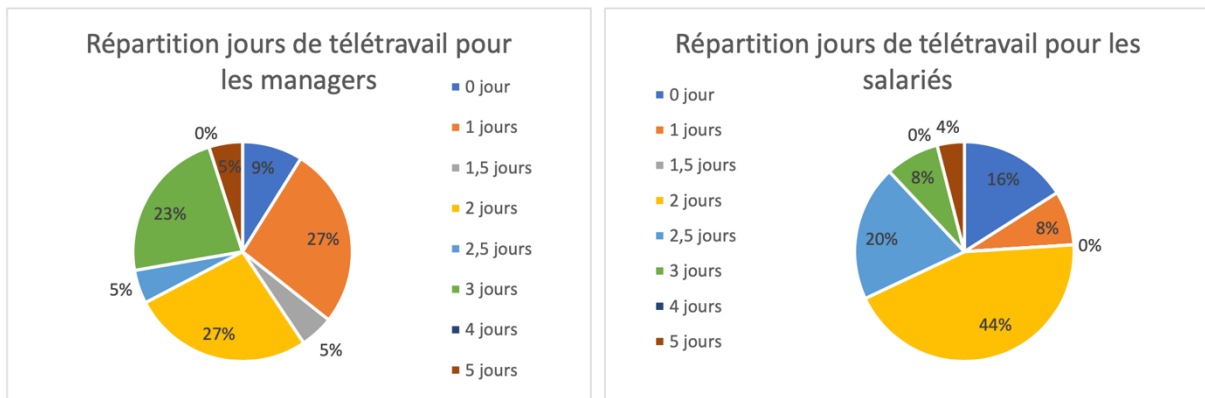 Répartition jours de télétravail pour
les managers
0 jour
1 jours
1,5 jours
2 jours
2,5 jours
3 jours
4 jours
5 jours
0%
5%
9%
23%
27%
5%
27%
5%
Répartition jours de télétravail pour les
salariés
0 jour
1 jours
1,5 jours
2 jours
2,5 jours
3 jours
4 jours
5 jours
0%
4%
8%
16%
20%
8%
0%
44%